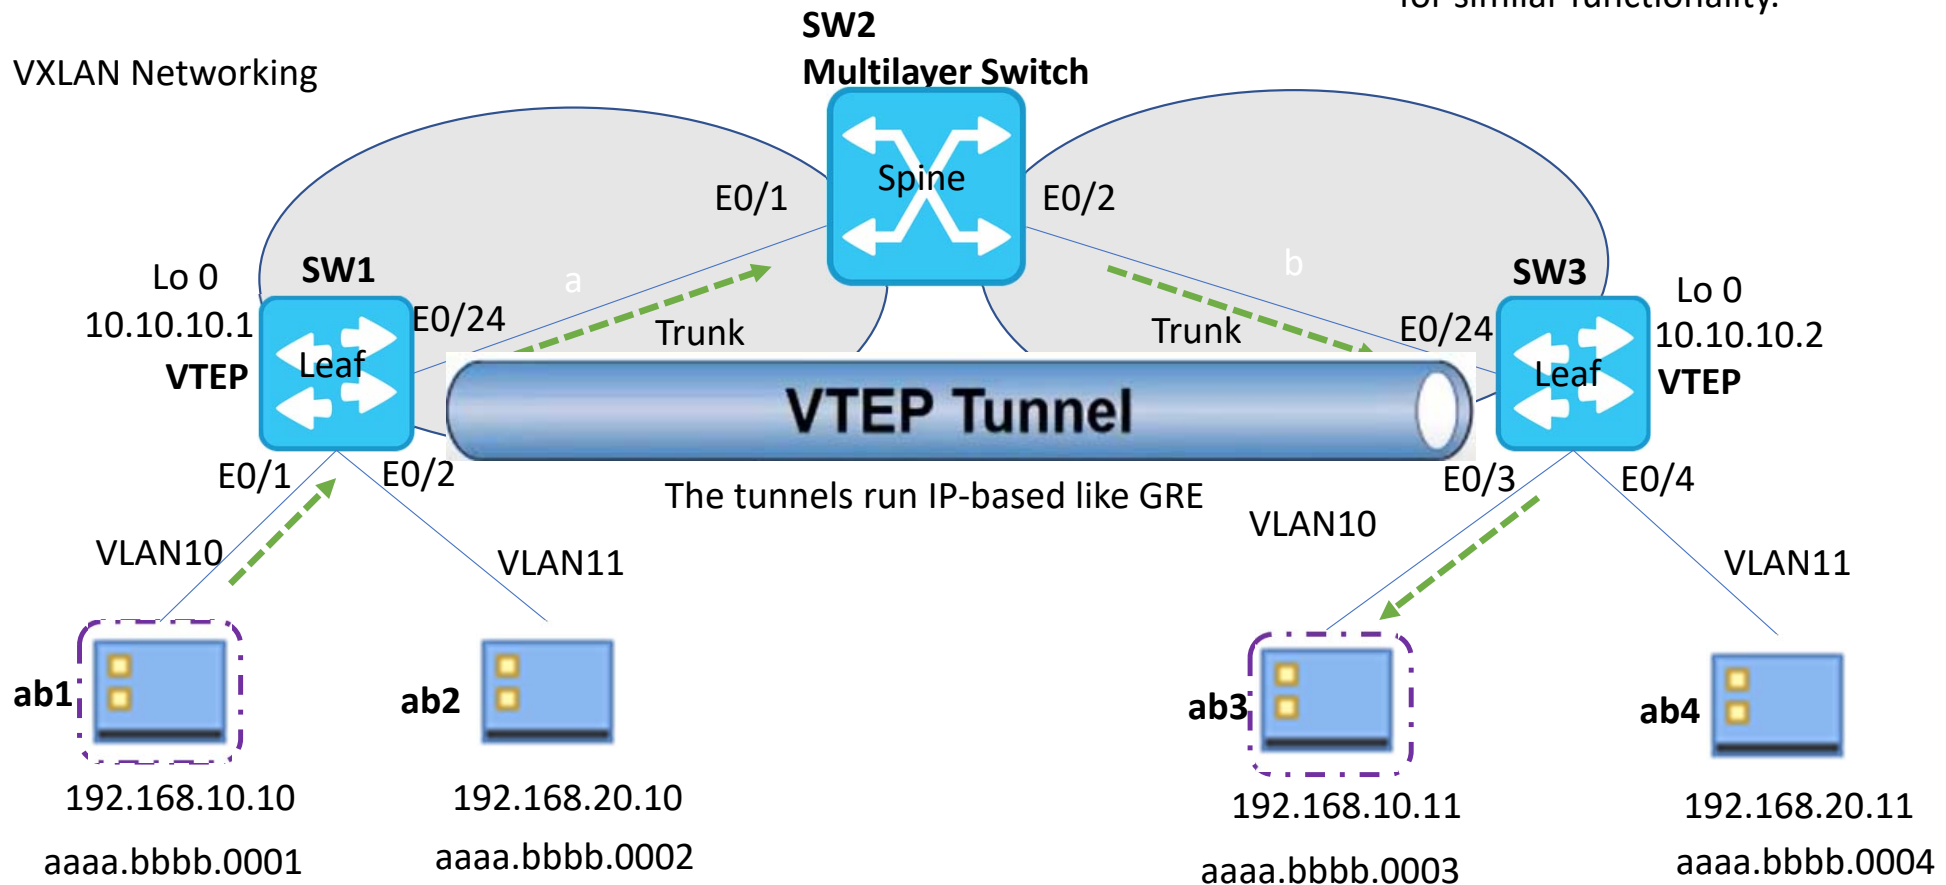 for similar functionality.
SW2
Multilayer Switch
VXLAN Networking
Spine
E0/1
E0/2
a
b
Lo 0
10.10.10.1
VTEP
SW1
E0/24
Leaf
Trunk
Trunk
SW3
E0/24
Leaf
Lo 0
10.10.10.2
VTEP
VTEP Tunnel
The tunnels run IP-based like GRE
E0/1
E0/2
E0/3
E0/4
VLAN10
VLAN11
VLAN10
VLAN11
ab1
ab2
ab3
ab4
192.168.10.10
aaaa.bbbb.0001
192.168.20.10
aaaa.bbbb.0002
192.168.10.11
aaaa.bbbb.0003
192.168.20.11
aaaa.bbbb.0004